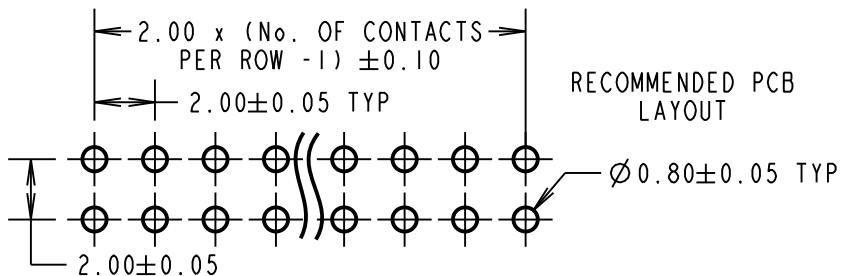 2.00 x (No. OF CONTACTS
PER ROW -1) ±0.10
2.00±0.05 TYP
RECOMMENDED PCB
LAYOUT
Ø0.80±0.05 TYP
2.00±0.05